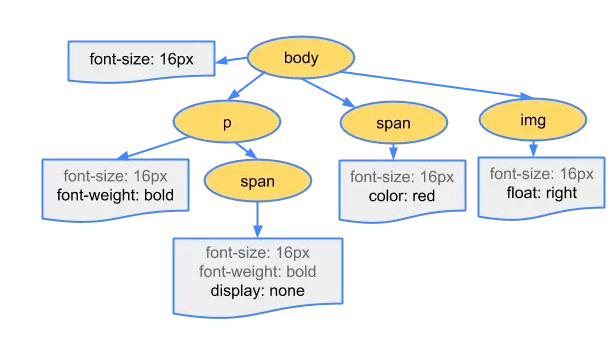 body
font-size: 16px
p
span
img
font-size: 16px
font-weight: bold
span
font-size: 16px
color: red
font-size: 16px
float: right
font-size: 16px
font-weight: bold
display: none